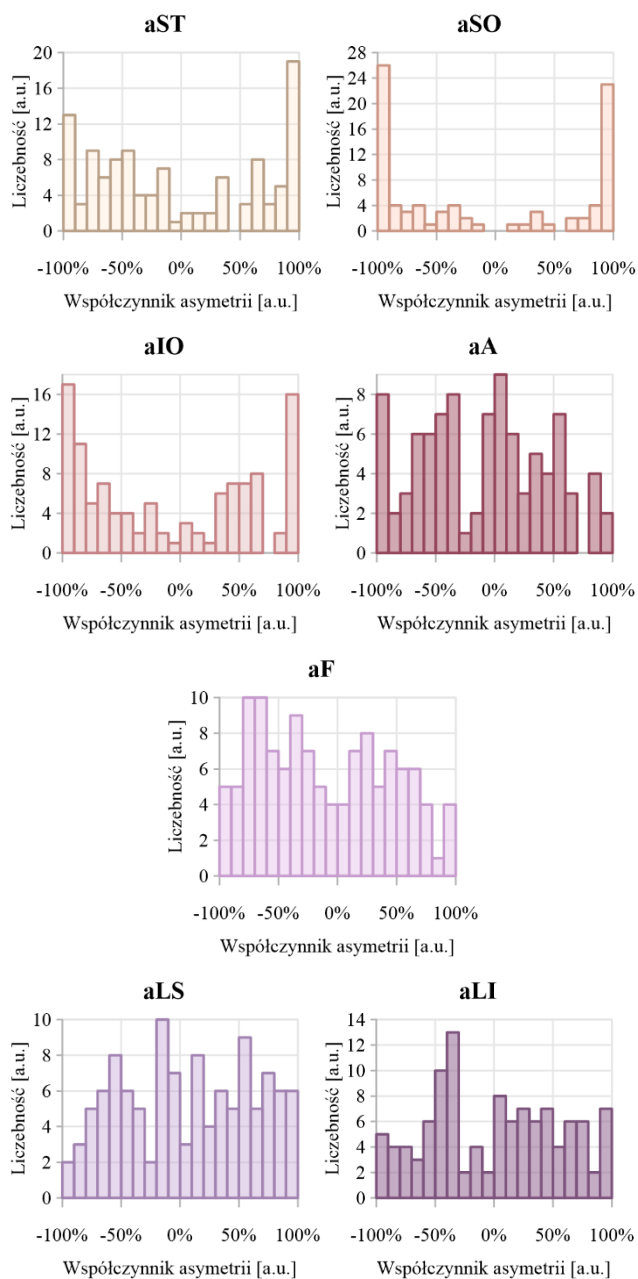 aST
aSO
20
16
12
8
4
0
Liczebność [a.u.]
-100% -50% 0% 50% 100%
Współczynnik asymetrii [a.u.]
28
24
20
16
12
8
4
0
Liczebność [a.u.]
-100% -50% 0% 50% 100%
Współczynnik asymetrii [a.u.]
aIO
aA
16
12
8
4
0
Liczebność [a.u.]
-100% -50% 0% 50% 100%
Współczynnik asymetrii [a.u.]
8
6
4
2
0
Liczebność [a.u.]
-100% -50% 0% 50% 100%
Współczynnik asymetrii [a.u.]
aF
10
8
6
4
2
0
Liczebność [a.u.]
-100% -50% 0% 50% 100%
Współczynnik asymetrii [a.u.]
aLS
aLI
10
8
6
4
2
0
Liczebność [a.u.]
-100% -50% 0% 50% 100%
Współczynnik asymetrii [a.u.]
14
12
10
8
6
4
2
0
Liczebność [a.u.]
-100% -50% 0% 50% 100%
Współczynnik asymetrii [a.u.]